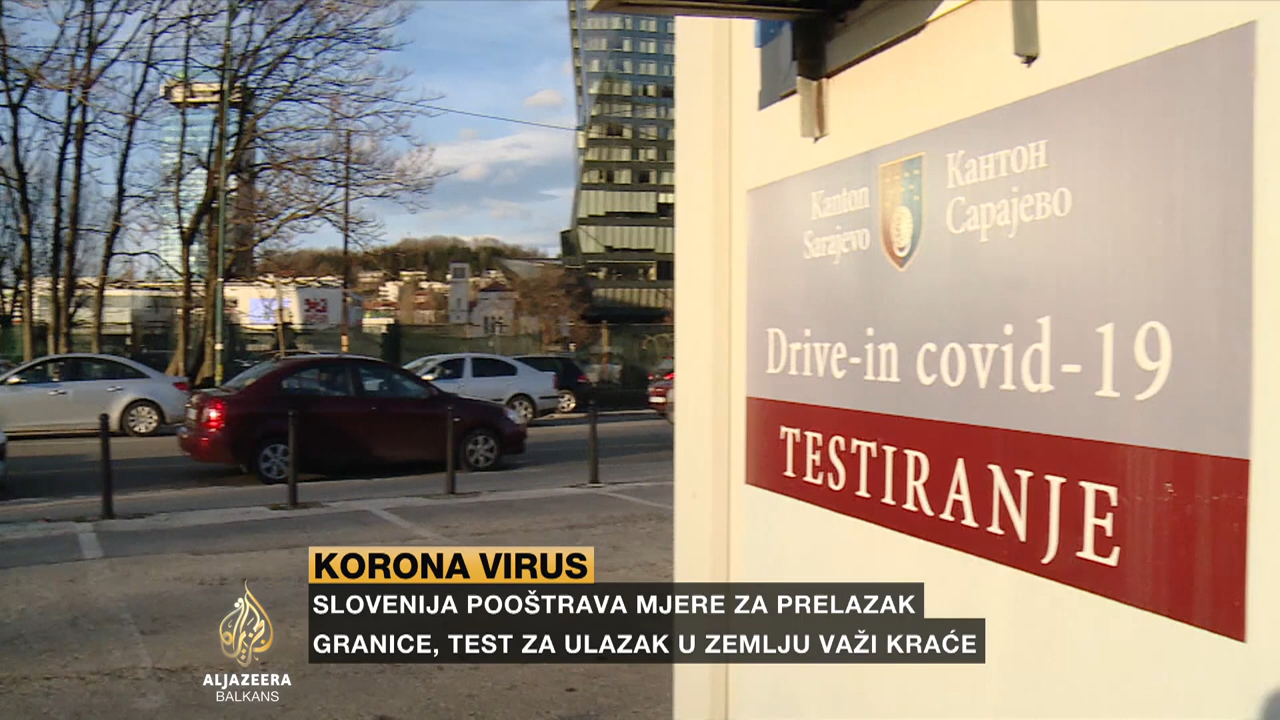 Kanton
Sarajevo
Кантон
Сарајево
Drive-in covid-19
TESTIRANJE
KORONA VIRUS
SLOVENIJA POOŠTRAVA MJERE ZA PRELAZAK
GRANICE, TEST ZA ULAZAK U ZEMLJU VAŽI KRAĆE
ALJAZEERA
BALKANS